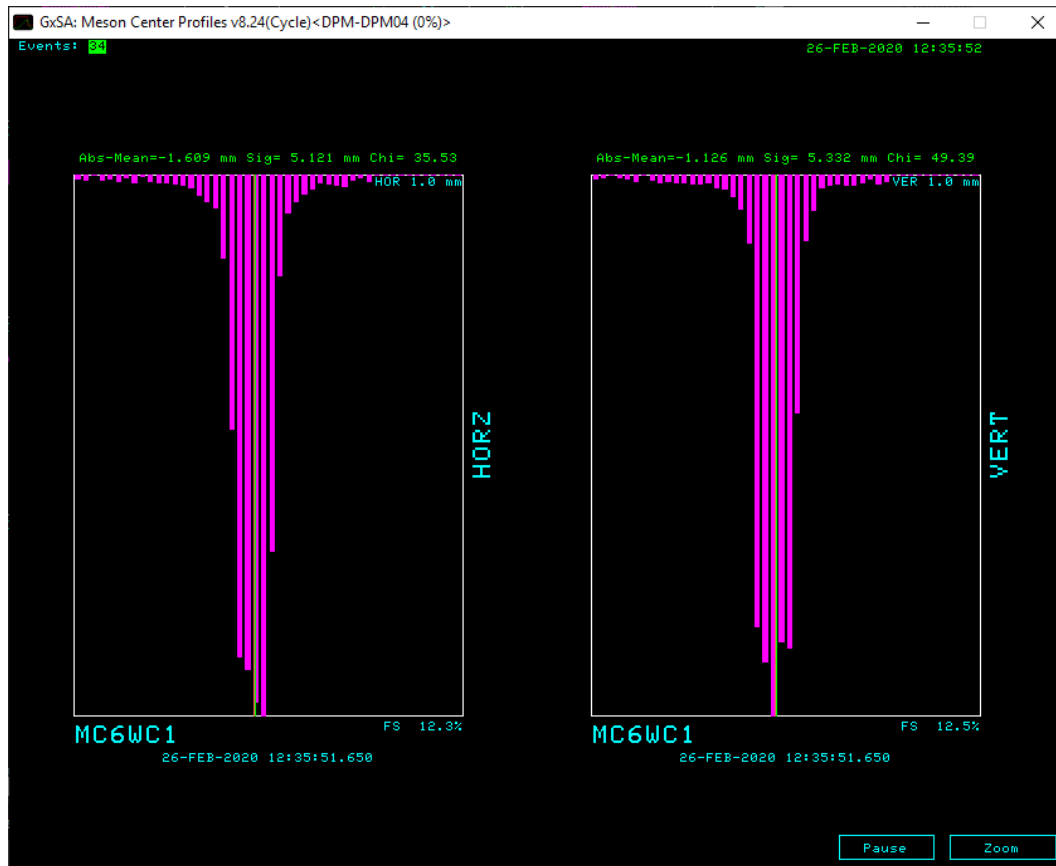 GxSA: Meson Center Profiles v8.24(Cycle)<DPM-DPM04 (0%)>
Events: 34
26-FEB-2020 12:35:52
Abs-Mean=-1.609 mm Sig= 5.121 mm Chi= 35.53
HOR 1.0 mm
HORZ
MC6WC1
FS 12.3%
26-FEB-2020 12:35:51.650
Abs-Mean=-1.126 mm Sig= 5.332 mm Chi= 49.39
VER 1.0 mm
VERT
MC6WC1
FS 12.5%
26-FEB-2020 12:35:51.650
Pause
Zoom